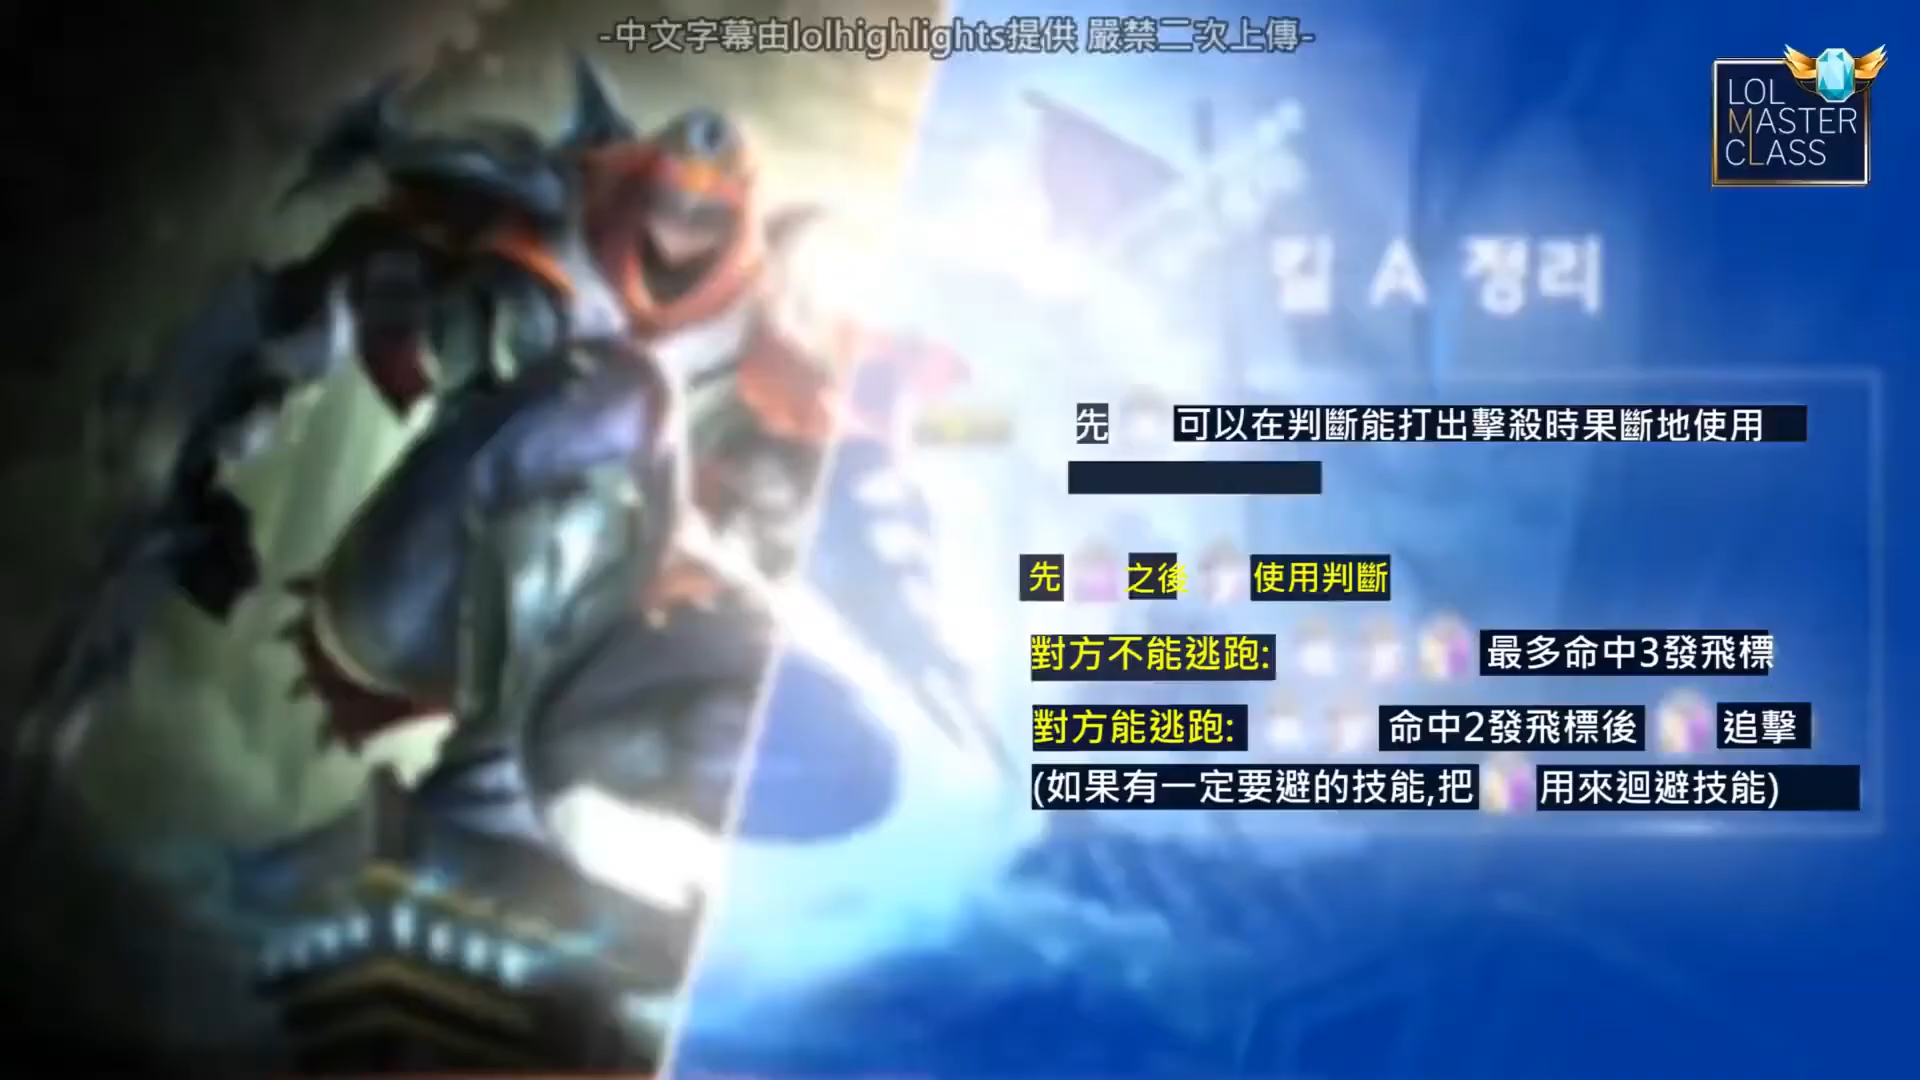 -中文字幕由lolhighlights提供 嚴禁二次上傳-
LOL
MASTER
CLASS
킬 A 정리
先 可以在判斷能打出擊殺時果斷地使用
先 之後 使用判斷
對方不能逃跑: 最多命中3發飛標
對方能逃跑: 命中2發飛標後 追擊
(如果有一定要避的技能,把 用來迴避技能)